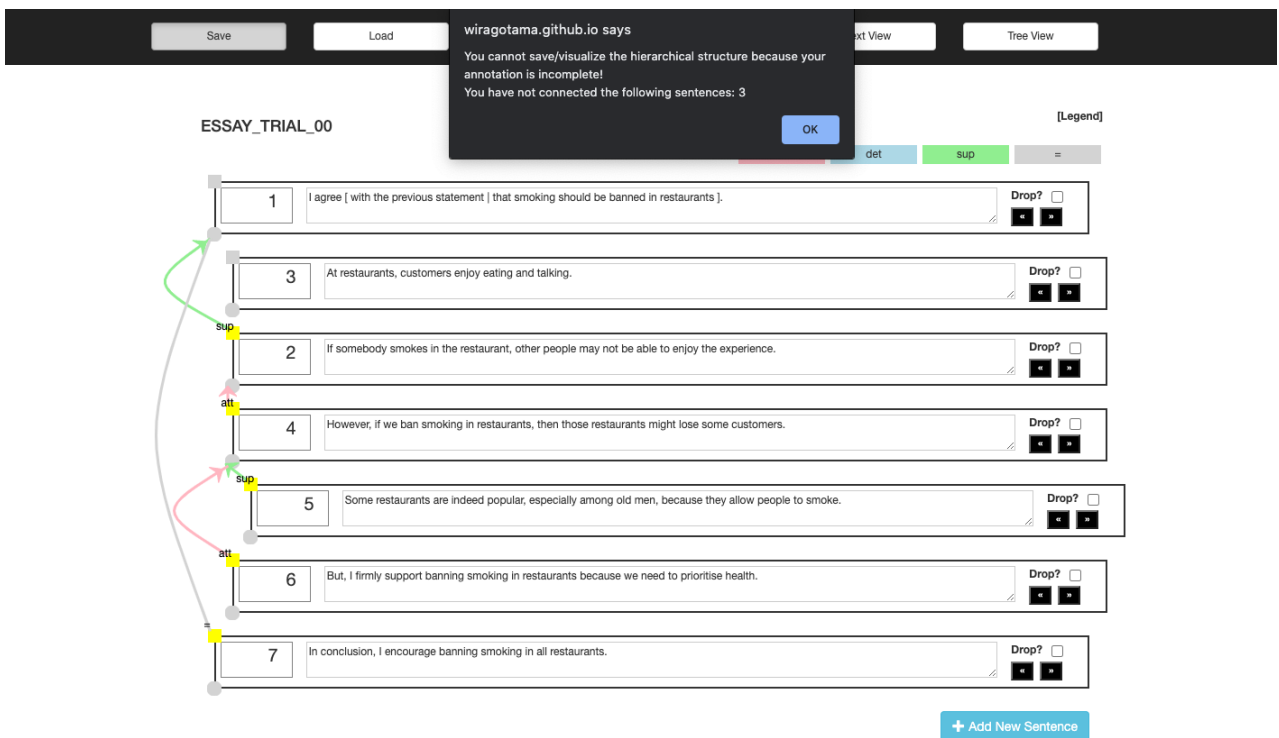 Save
Load
wiragotama.github.io says
You cannot save/visualize the hierarchical structure because your
annotation is incomplete!
You have not connected the following sentences: 3
OK
Tree View
ESSAY_TRIAL_00
[Legend]
det
sup
=
1
I agree [ with the previous statement | that smoking should be banned in restaurants ].
Drop?
«
»
3
At restaurants, customers enjoy eating and talking.
Drop?
«
»
sup
2
If somebody smokes in the restaurant, other people may not be able to enjoy the experience.
Drop?
«
»
att
4
However, if we ban smoking in restaurants, then those restaurants might lose some customers.
Drop?
«
»
sup
5
Some restaurants are indeed popular, especially among old men, because they allow people to smoke.
Drop?
«
»
att
6
But, I firmly support banning smoking in restaurants because we need to prioritise health.
Drop?
«
»
=
7
In conclusion, I encourage banning smoking in all restaurants.
Drop?
«
»
+ Add New Sentence